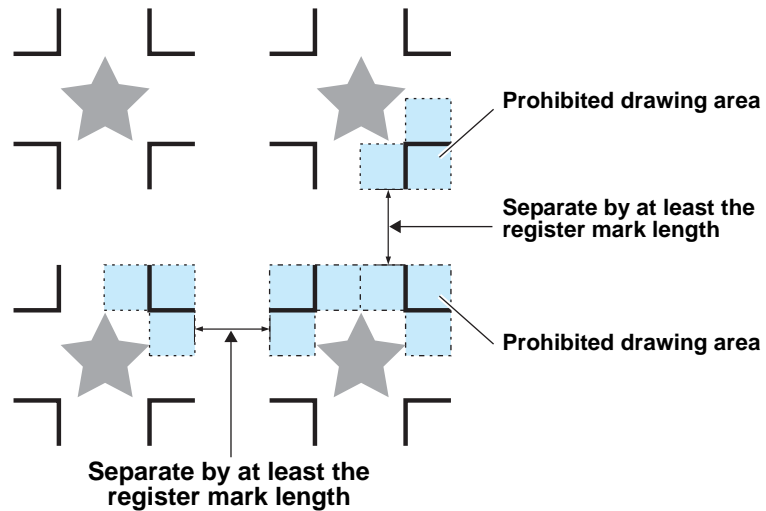 Prohibited drawing area
Separate by at least the
register mark length
Prohibited drawing area
Separate by at least the
register mark length